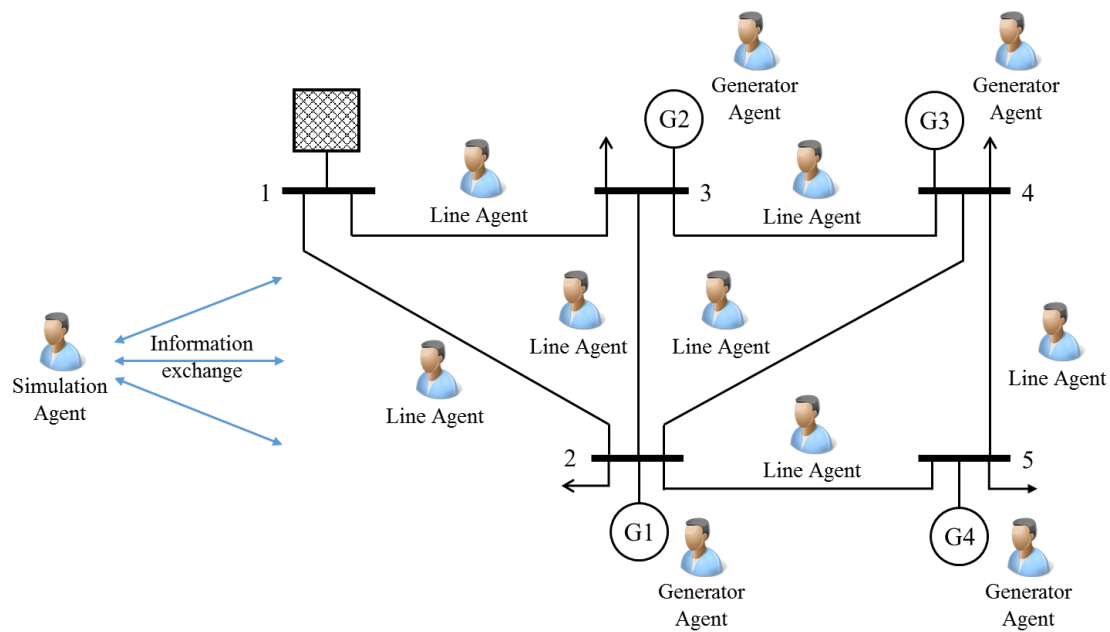 Generator
Agent
Generator
Agent
G2
G3
Line Agent
Line Agent
1
3
4
Information
exchange
Simulation
Agent
Line Agent
Line Agent
Line Agent
Line Agent
Line Agent
2
5
G1
G4
Generator
Agent
Generator
Agent